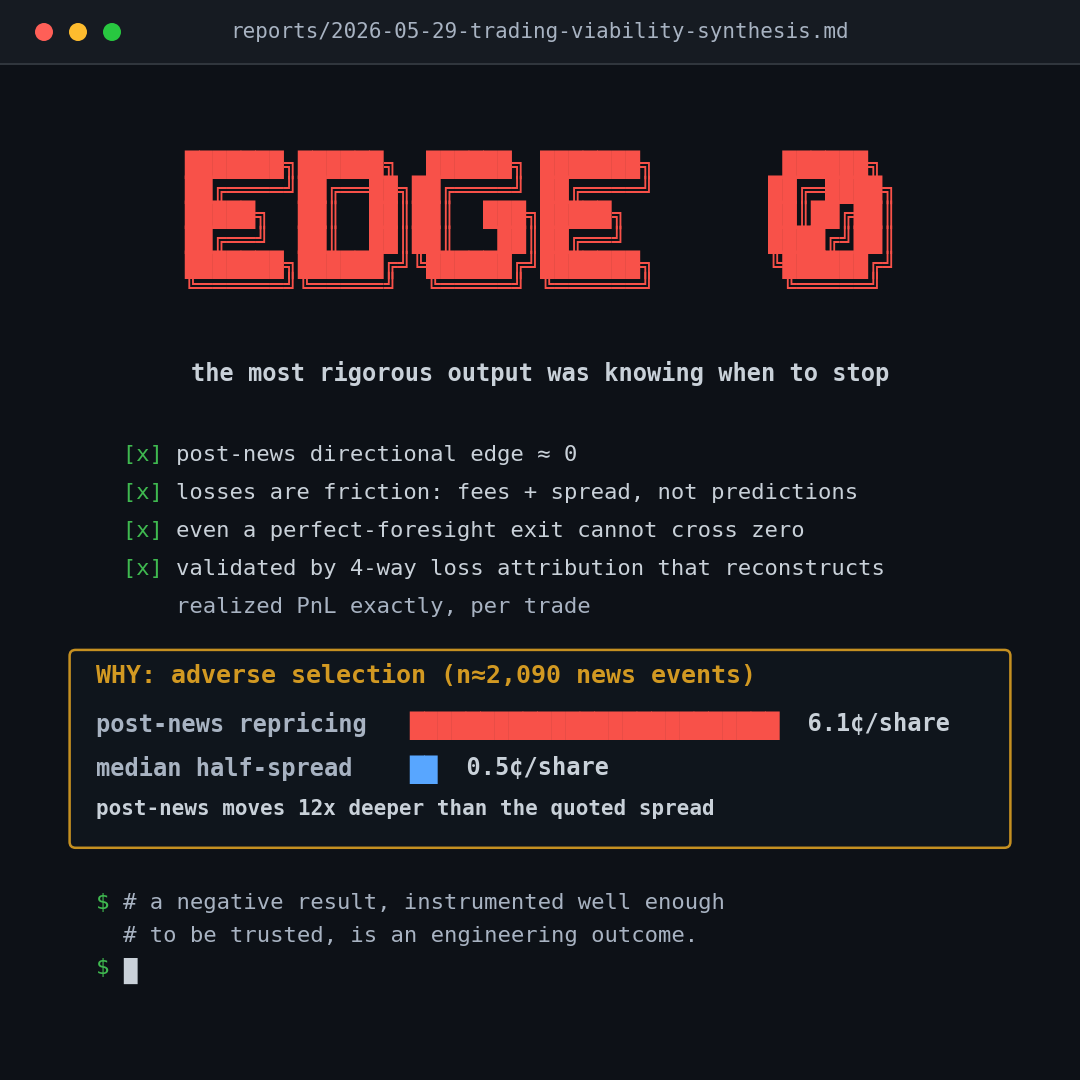 reports/2026-05-29-trading-viability-synthesis.md
EDGE 0
the most rigorous output was knowing when to stop
[x] post-news directional edge ≈ 0
[x] losses are friction: fees + spread, not predictions
[x] even a perfect-foresight exit cannot cross zero
[x] validated by 4-way loss attribution that reconstructs
realized PnL exactly, per trade
WHY: adverse selection (n≈2,090 news events)
post-news repricing 6.1¢/share
median half-spread 0.5¢/share
post-news moves 12x deeper than the quoted spread
$ # a negative result, instrumented well enough
# to be trusted, is an engineering outcome.
$